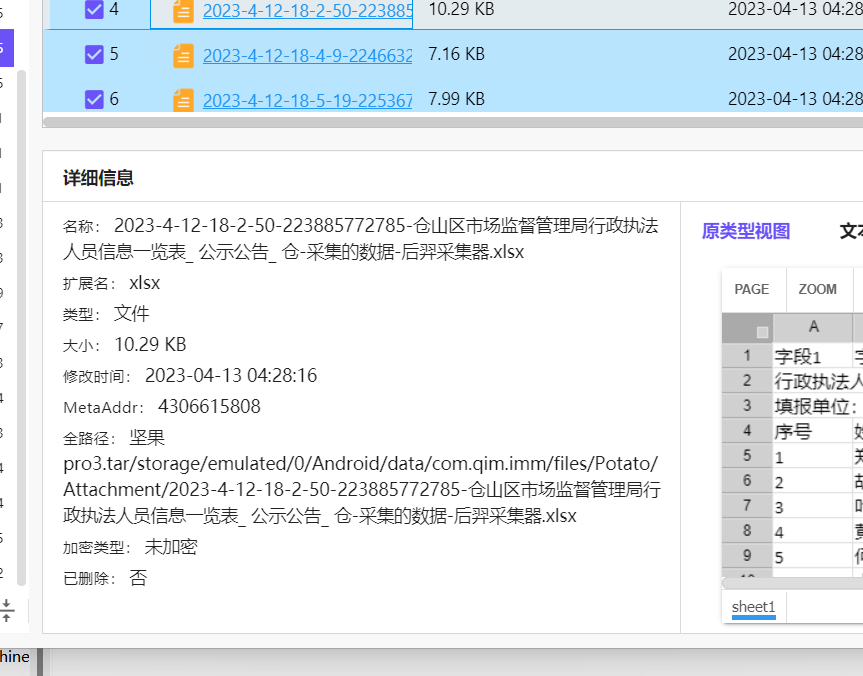 4 2023-4-12-18-2-50-223885 10.29 KB 2023-04-13 04:28
5 2023-4-12-18-4-9-2246632 7.16 KB 2023-04-13 04:28
6 2023-4-12-18-5-19-225367 7.99 KB 2023-04-13 04:28
详细信息
名称: 2023-4-12-18-2-50-223885772785-仓山区市场监督管理局行政执法
人员信息一览表_ 公示公告_ 仓-采集的数据-后羿采集器.xlsx
扩展名: xlsx
类型: 文件
大小: 10.29 KB
修改时间: 2023-04-13 04:28:16
MetaAddr: 4306615808
全路径: 坚果
pro3.tar/storage/emulated/0/Android/data/com.qim.imm/files/Potato/
Attachment/2023-4-12-18-2-50-223885772785-仓山区市场监督管理局行
政执法人员信息一览表_ 公示公告_ 仓-采集的数据-后羿采集器.xlsx
加密类型: 未加密
已删除: 否
原类型视图 文
PAGE ZOOM
A
1 字段1
2 行政执法人
3 填报单位:
4 序号
5 1
6 2
7 3
8 4
9 5
sheet1
hine